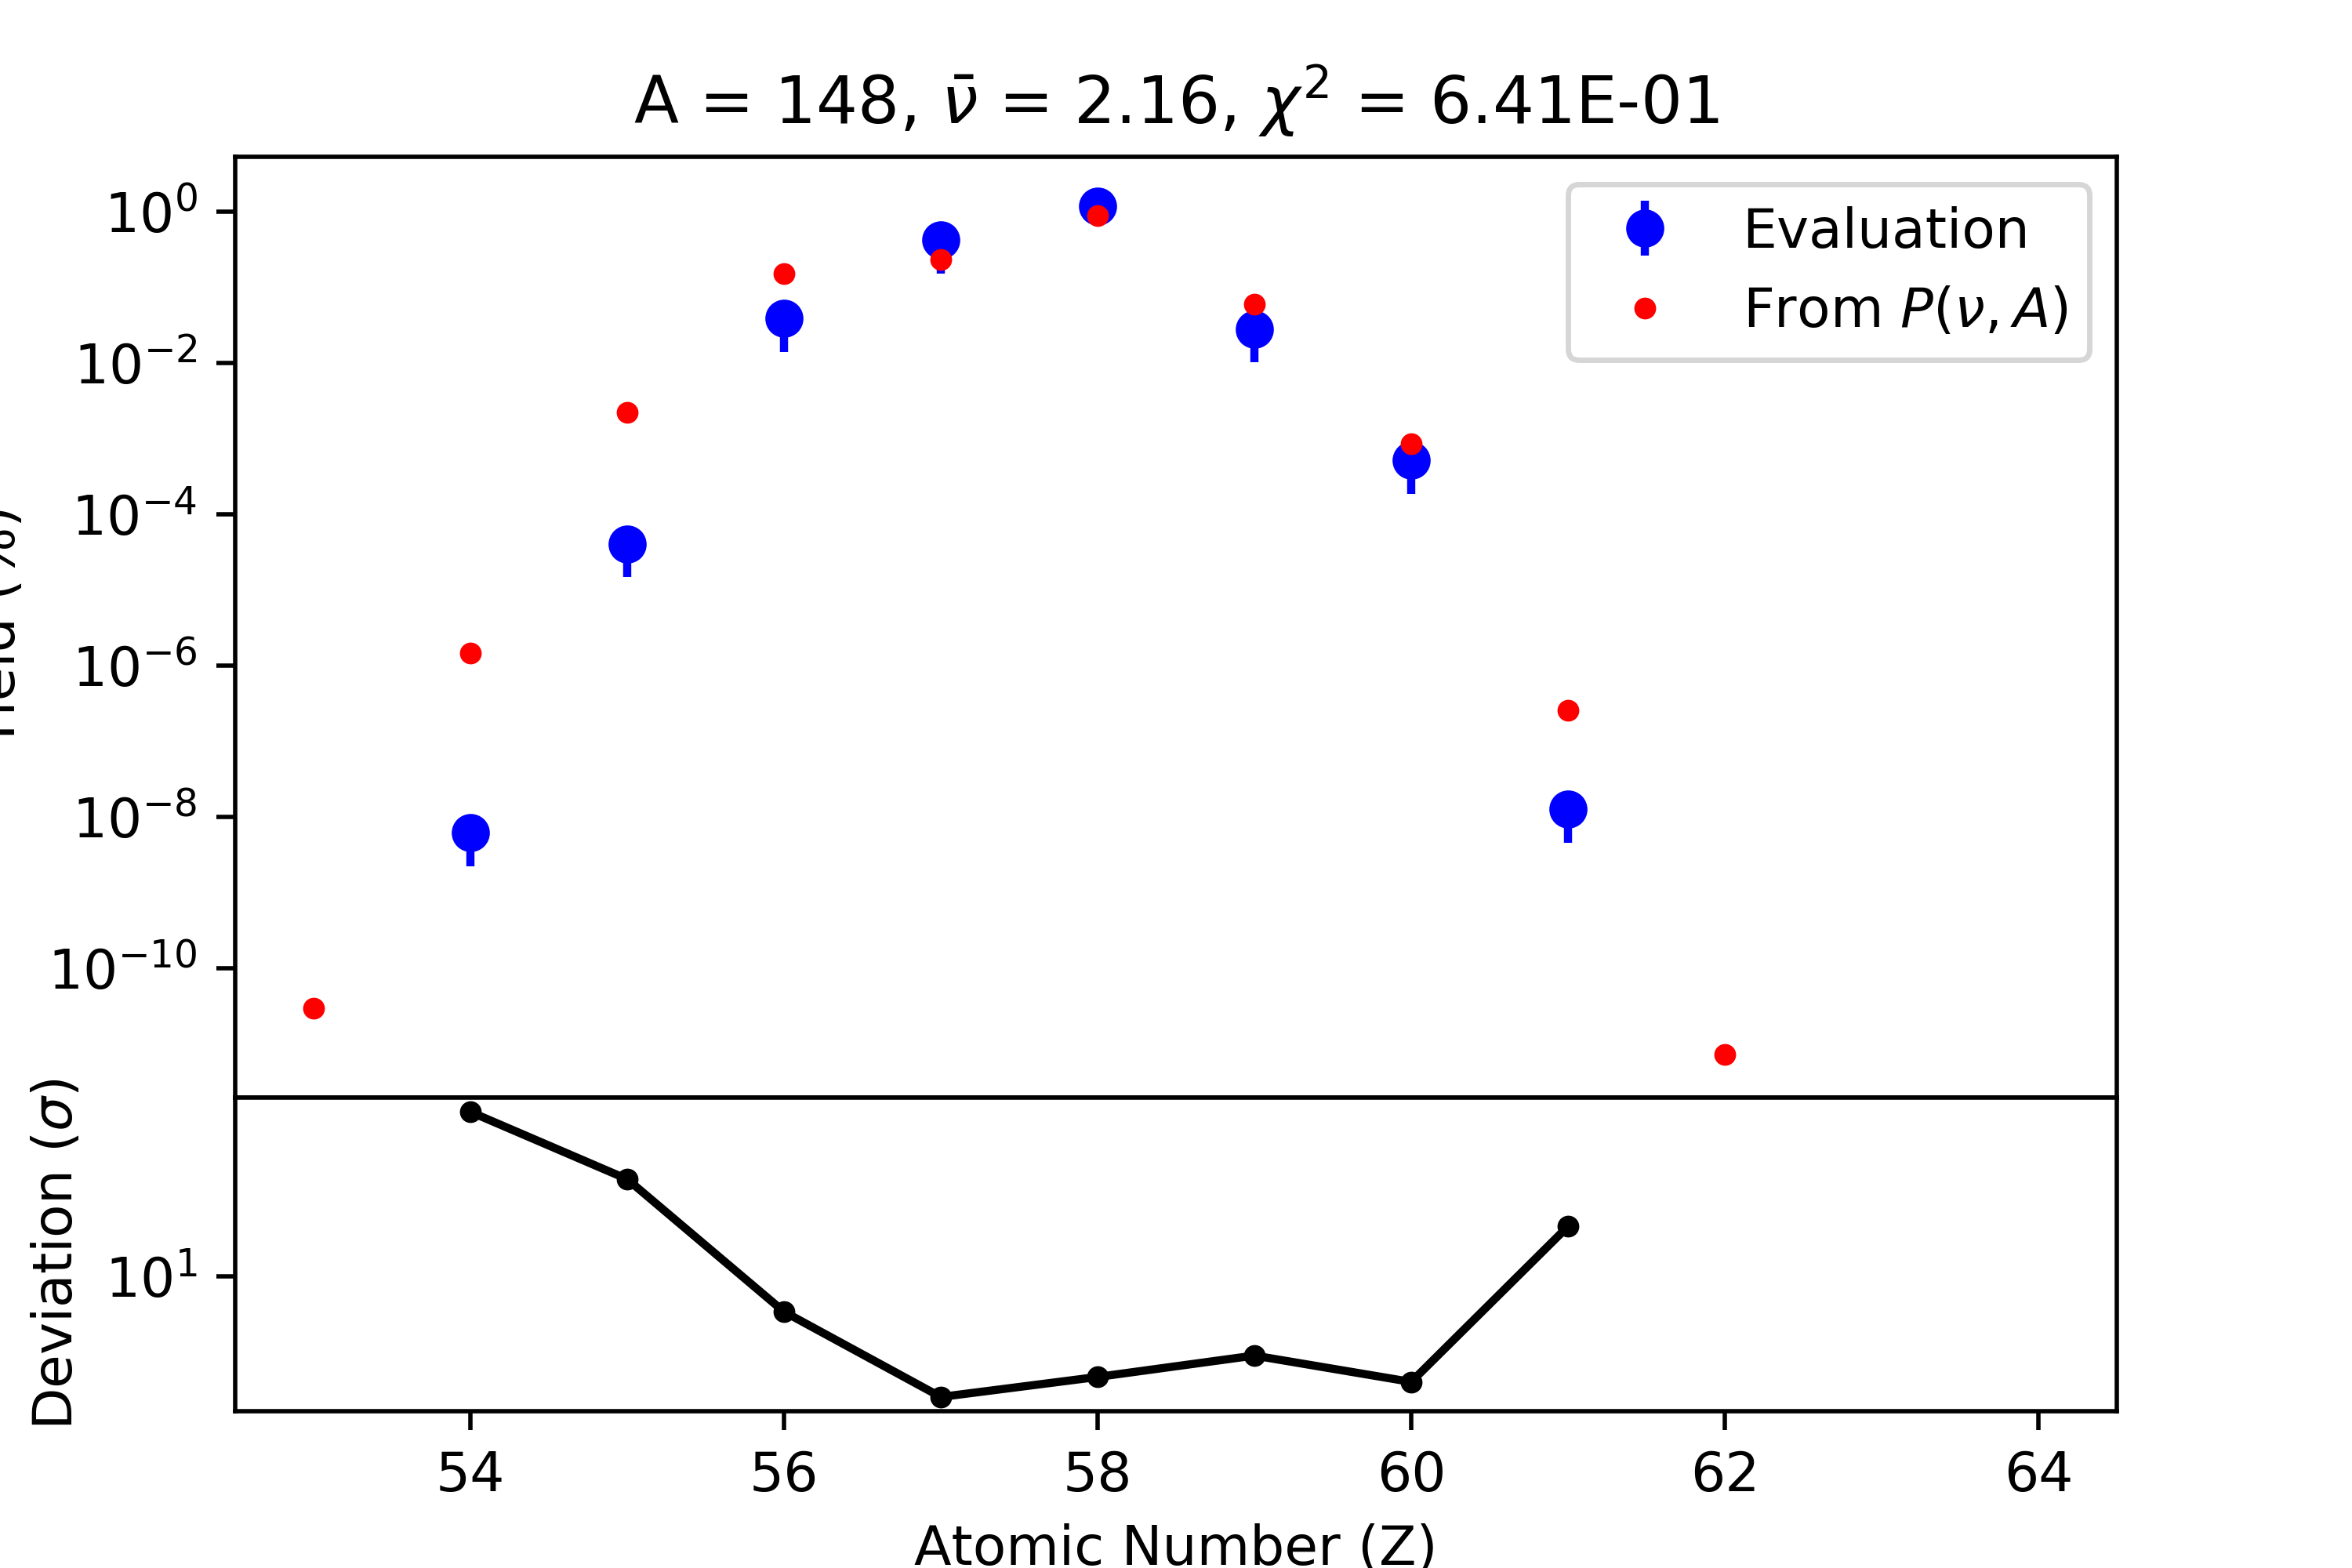 A = 148, ν̄ = 2.16, χ² = 6.41E-01
Evaluation
From P(ν, A)
10⁰
10⁻²
10⁻⁴
10⁻⁶
10⁻⁸
10⁻¹⁰
(%)
Deviation (σ)
10¹
54 56 58 60 62 64
Atomic Number (Z)